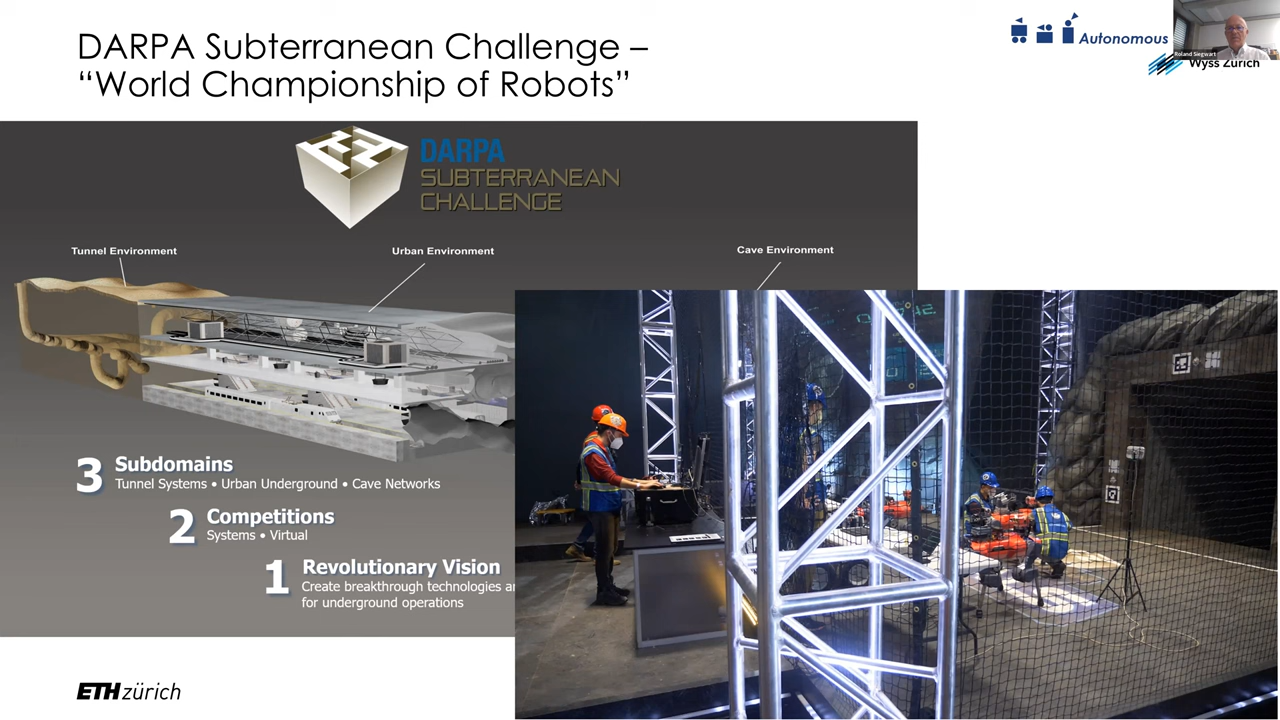 DARPA Subterranean Challenge –
“World Championship of Robots”
Autonomous
Roland Siegwart
Wyss Zurich
DARPA
SUBTERRANEAN
CHALLENGE
Tunnel Environment
Urban Environment
Cave Environment
3 Subdomains
Tunnel Systems • Urban Underground • Cave Networks
2 Competitions
Systems • Virtual
1 Revolutionary Vision
Create breakthrough technologies
for underground operations
ETH zürich